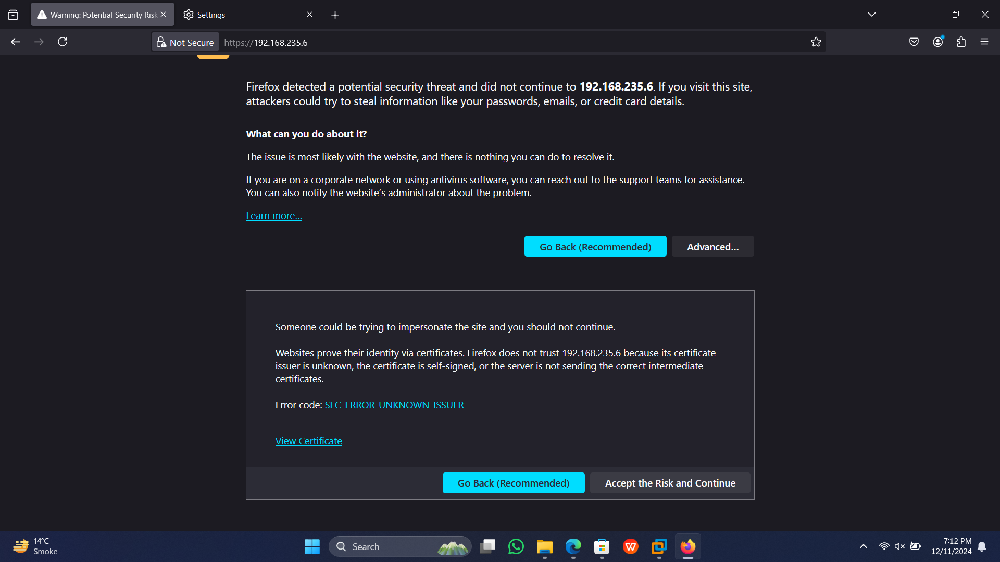 Warning: Potential Security Risk
Settings
Not Secure
https://192.168.235.6
Firefox detected a potential security threat and did not continue to 192.168.235.6. If you visit this site,
attackers could try to steal information like your passwords, emails, or credit card details.
What can you do about it?
The issue is most likely with the website, and there is nothing you can do to resolve it.
If you are on a corporate network or using antivirus software, you can reach out to the support teams for assistance.
You can also notify the website’s administrator about the problem.
Learn more…
Go Back (Recommended)
Advanced…
Someone could be trying to impersonate the site and you should not continue.
Websites prove their identity via certificates. Firefox does not trust 192.168.235.6 because its certificate
issuer is unknown, the certificate is self-signed, or the server is not sending the correct intermediate
certificates.
Error code: SEC_ERROR_UNKNOWN_ISSUER
View Certificate
Go Back (Recommended)
Accept the Risk and Continue
14°C
Smoke
Search
W
7:12 PM
12/11/2024